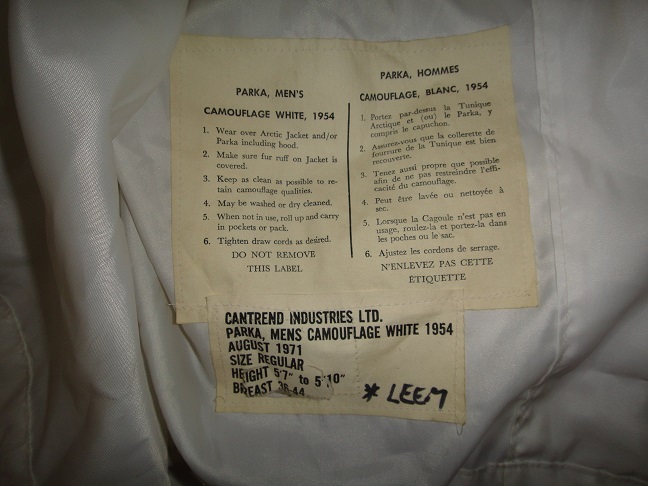 PARKA, MEN'S
CAMOUFLAGE WHITE, 1954
1. Wear over Arctic Jacket and/or
Parka including hood.
2. Make sure fur ruff on Jacket is
covered.
3. Keep as clean as possible to re-
tain camouflage qualities.
4. May be washed or dry cleaned.
5. When not in use, roll up and carry
in pockets or pack.
6. Tighten draw cords as desired.
DO NOT REMOVE
THIS LABEL
PARKA, HOMMES
CAMOUFLAGE, BLANC, 1954
1. Portez par-dessus la Tunique
Arctique et (ou) le Parka, y
compris le capuchon.
2. Assurez-vous que la collerette de
fourrure de la Tunique est bien
recouverte.
3. Tenez aussi propre que possible
afin de ne pas restreindre l'effi-
cacité du camouflage.
4. Peut être lavée ou nettoyée à
sec.
5. Lorsque la Cagoule n'est pas en
usage, roulez-la et portez-la dans
les poches ou le sac.
6. Ajustez les cordons de serrage.
N'ENLEVEZ PAS CETTE
ÉTIQUETTE
CANTREND INDUSTRIES LTD.
PARKA, MENS CAMOUFLAGE WHITE 1954
AUGUST 1971
SIZE REGULAR
HEIGHT 5'7" to 5'10"
BREAST 36-44
* LEEM